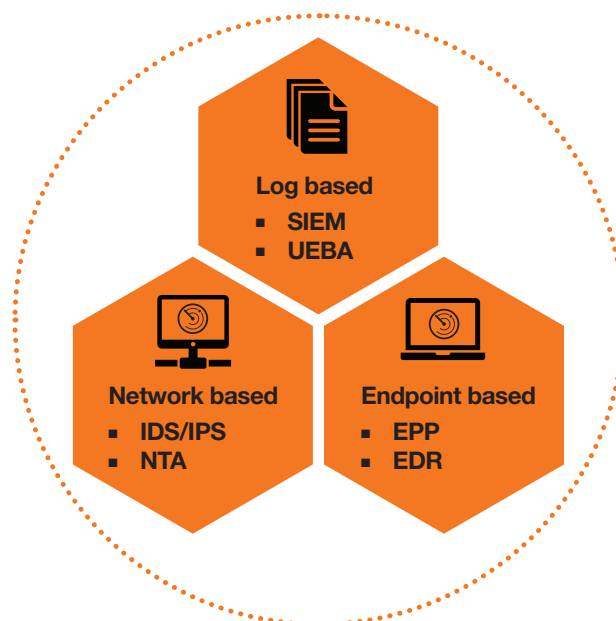 Log based
▪ SIEM
▪ UEBA
Network based
▪ IDS/IPS
▪ NTA
Endpoint based
▪ EPP
▪ EDR